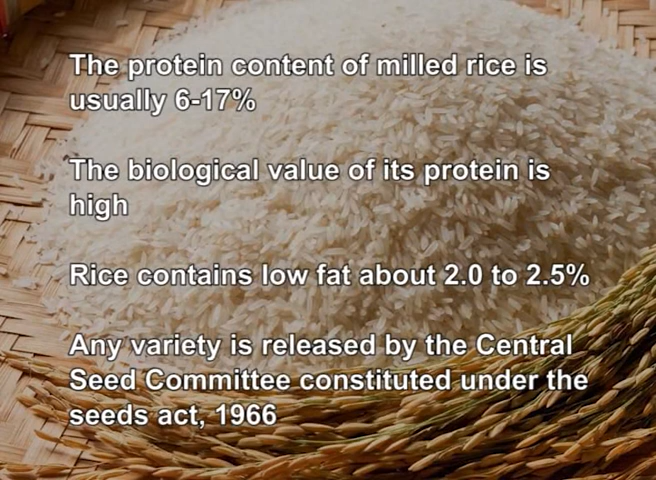 The protein content of milled rice is
usually 6-17%
The biological value of its protein is
high
Rice contains low fat about 2.0 to 2.5%
Any variety is released by the Central
Seed Committee constituted under the
seeds act, 1966